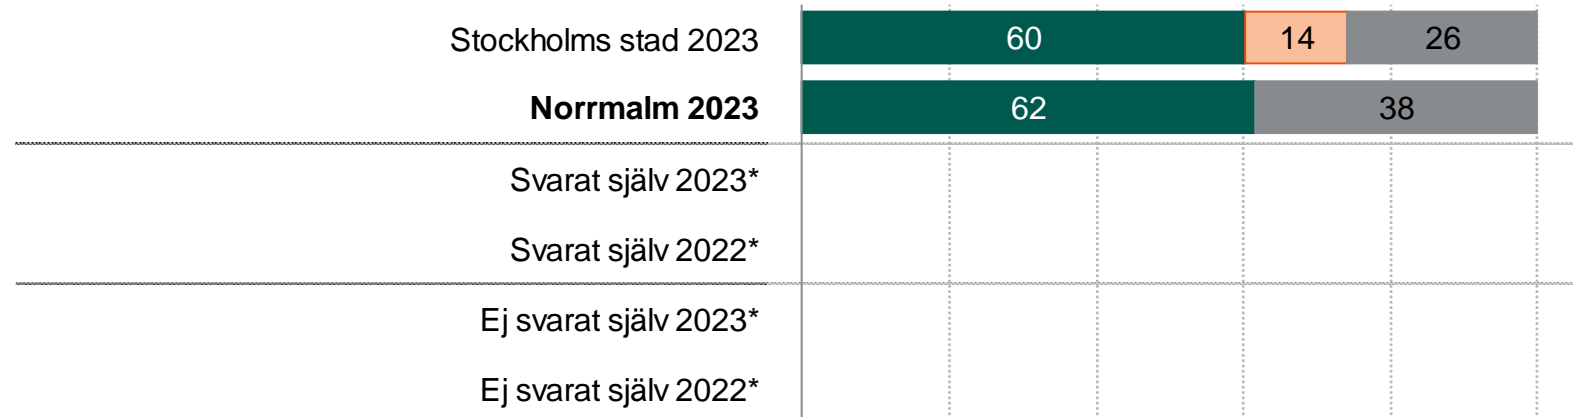 Stockholms stad 2023 60 14 26
Norrmalm 2023 62 38
Svarat själv 2023*
Svarat själv 2022*
Ej svarat själv 2023*
Ej svarat själv 2022*